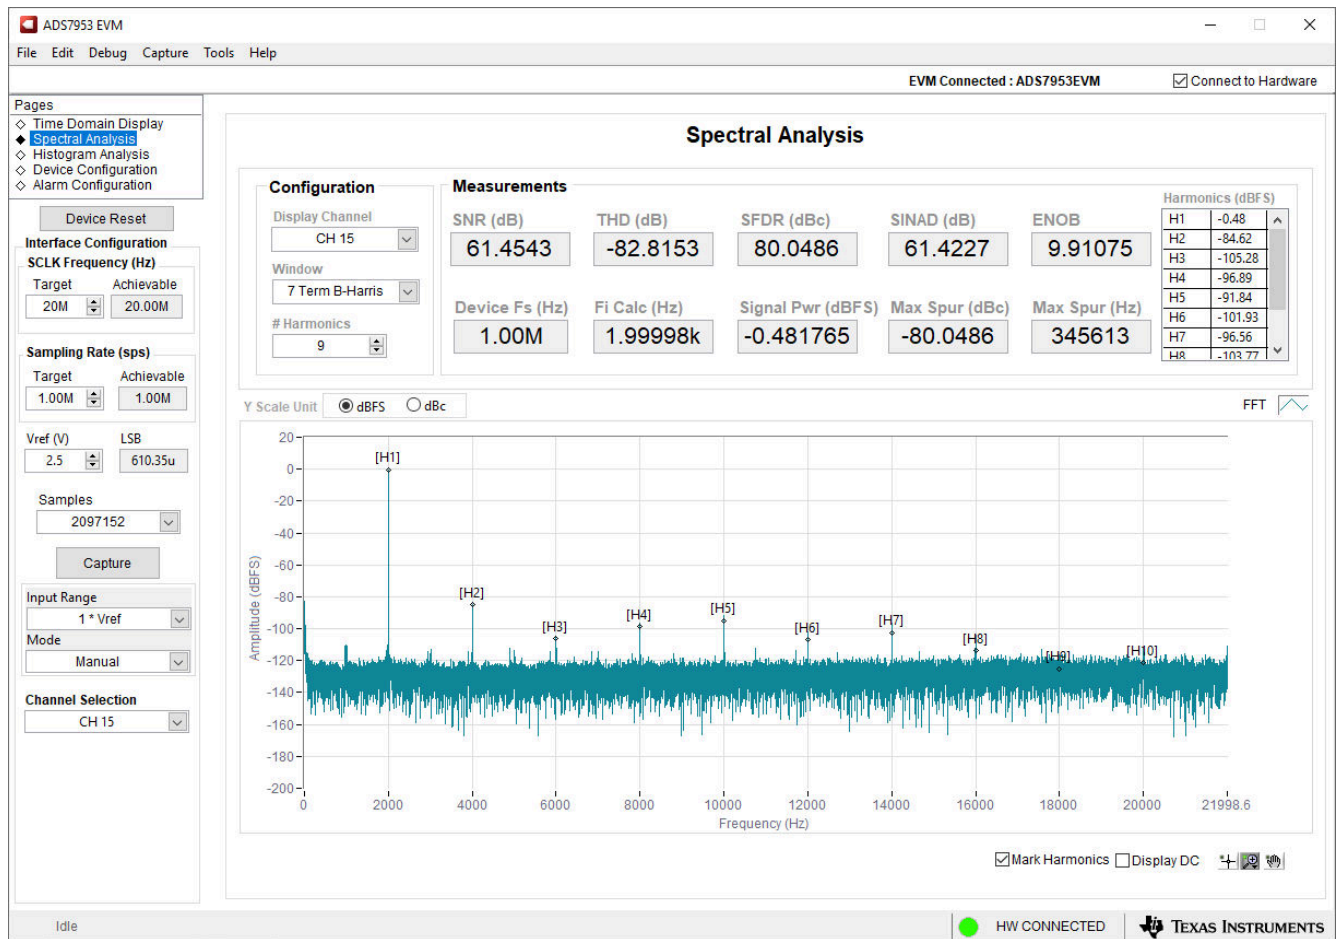 ADS7953 EVM
File Edit Debug Capture Tools Help
EVM Connected : ADS7953EVM Connect to Hardware
Pages
Time Domain Display
Spectral Analysis
Histogram Analysis
Device Configuration
Alarm Configuration
Device Reset
Interface Configuration
SCLK Frequency (Hz)
Target Achievable
20M 20.00M
Sampling Rate (sps)
Target Achievable
1.00M 1.00M
Vref (V) LSB
2.5 610.35u
Samples
2097152
Capture
Input Range
1 * Vref
Mode
Manual
Channel Selection
CH 15
Spectral Analysis
Configuration
Display Channel
CH 15
Window
7 Term B-Harris
# Harmonics
9
Measurements
SNR (dB) THD (dB) SFDR (dBc) SINAD (dB) ENOB
61.4543 -82.8153 80.0486 61.4227 9.91075
Device Fs (Hz) Fi Calc (Hz) Signal Pwr (dBFS) Max Spur (dBc) Max Spur (Hz)
1.00M 1.99998k -0.481765 -80.0486 345613
Harmonics (dBFS)
H1 -0.48
H2 -84.62
H3 -105.28
H4 -96.89
H5 -91.84
H6 -101.93
H7 -96.56
H8 -103.77
Y Scale Unit dBFS dBc
FFT
20
0
-20
-40
-60
-80
-100
-120
-140
-160
-180
-200
Amplitude (dBFS)
[H1]
[H2]
[H3]
[H4]
[H5]
[H6]
[H7]
[H8]
[H9]
[H10]
0 2000 4000 6000 8000 10000 12000 14000 16000 18000 20000 21998.6
Frequency (Hz)
Mark Harmonics Display DC
Idle
HW CONNECTED
TEXAS INSTRUMENTS